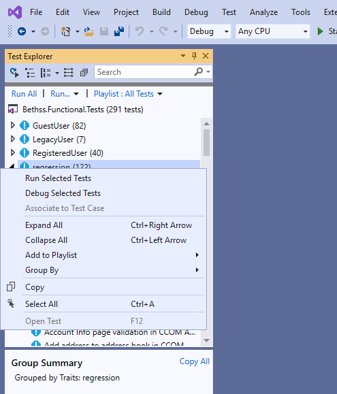 File Edit View Project Build Debug Test Analyze Tools Exte
Debug Any CPU Sta
Test Explorer
Search
Run All Run... Playlist : All Tests
Bethss.Functional.Tests (291 tests)
GuestUser (82)
LegacyUser (7)
RegisteredUser (40)
regression (122)
Run Selected Tests
Debug Selected Tests
Associate to Test Case
Expand All Ctrl+Right Arrow
Collapse All Ctrl+Left Arrow
Add to Playlist
Group By
Copy
Select All Ctrl+A
Open Test F12
Account Info page validation in CCOM A
Add address to address book in CCOM
Group Summary Copy All
Grouped by Traits: regression